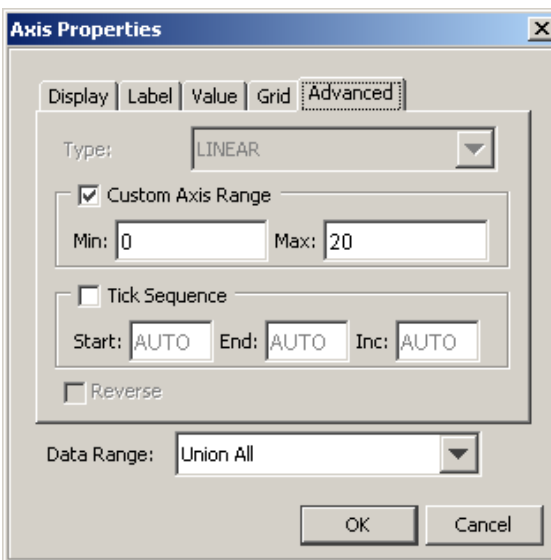 Axis Properties
Display Label Value Grid Advanced
Type: LINEAR
Custom Axis Range
Min: 0 Max: 20
Tick Sequence
Start: AUTO End: AUTO Inc: AUTO
Reverse
Data Range: Union All
OK Cancel